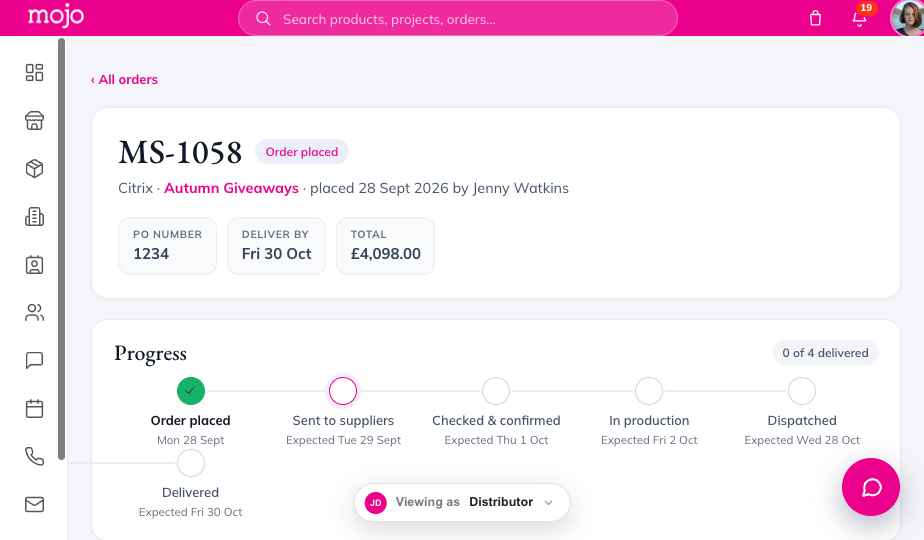 mojo
Search products, projects, orders...
19
‹ All orders
MS-1058
Order placed
Citrix · Autumn Giveaways · placed 28 Sept 2026 by Jenny Watkins
PO NUMBER
1234
DELIVER BY
Fri 30 Oct
TOTAL
£4,098.00
Progress
0 of 4 delivered
Order placed
Mon 28 Sept
Sent to suppliers
Expected Tue 29 Sept
Checked & confirmed
Expected Thu 1 Oct
In production
Expected Fri 2 Oct
Dispatched
Expected Wed 28 Oct
Delivered
Expected Fri 30 Oct
JD Viewing as Distributor